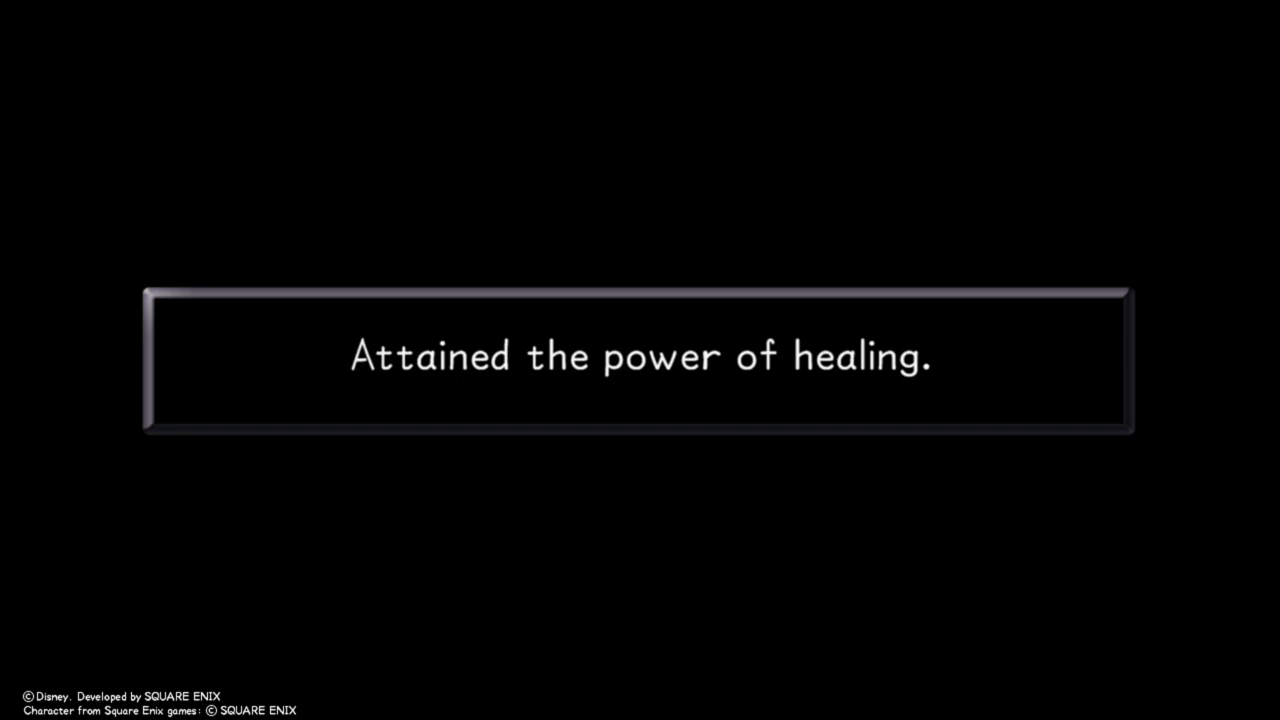 Attained the power of healing.
©Disney. Developed by SQUARE ENIX
Character from Square Enix games: © SQUARE ENIX